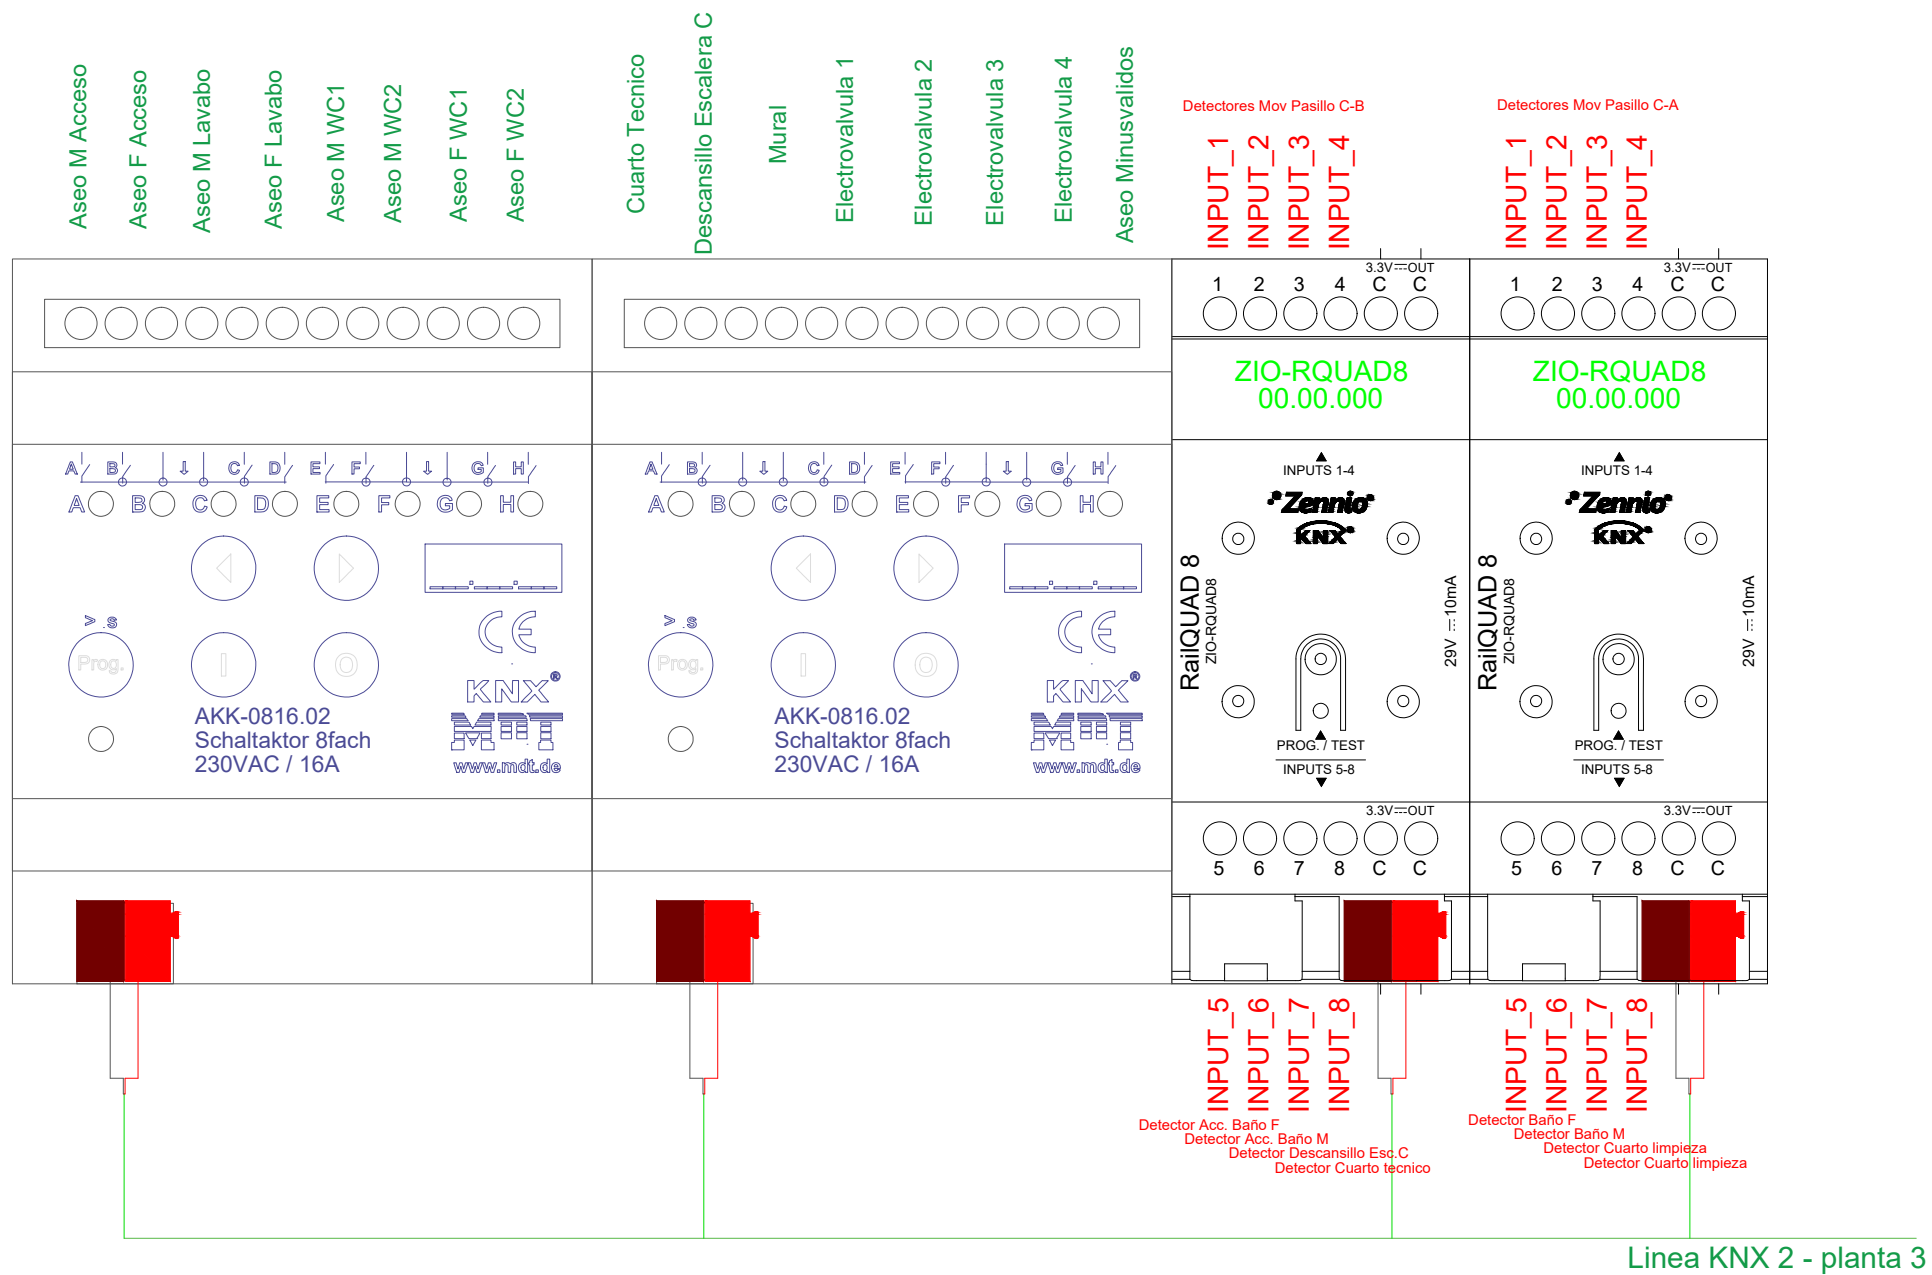 Aseo M Acceso
Aseo F Acceso
Aseo M Lavabo
Aseo F Lavabo
Aseo M WC1
Aseo M WC2
Aseo F WC1
Aseo F WC2
Cuarto Tecnico
Descansillo Escalera C
Mural
Electrovalvula 1
Electrovalvula 2
Electrovalvula 3
Electrovalvula 4
Aseo Minusvalidos
Detectores Mov Pasillo C-B
INPUT_1
INPUT_2
INPUT_3
INPUT_4
Detectores Mov Pasillo C-A
INPUT_1
INPUT_2
INPUT_3
INPUT_4
A B C D E F G H
A B C D E F G H
> .s
Prog.
I
O
CE
KNX®
MDT
www.mdt.de
AKK-0816.02
Schaltaktor 8fach
230VAC / 16A
A B C D E F G H
A B C D E F G H
> .s
Prog.
I
O
CE
KNX®
MDT
www.mdt.de
AKK-0816.02
Schaltaktor 8fach
230VAC / 16A
3.3V⎓OUT
1 2 3 4 C C
ZIO-RQUAD8
00.00.000
INPUTS 1-4
Zennio
KNX
RailQUAD 8
ZIO-RQUAD8
29V ⎓ 10mA
PROG. / TEST
INPUTS 5-8
3.3V⎓OUT
5 6 7 8 C C
INPUT_5
INPUT_6
INPUT_7
INPUT_8
Detector Acc. Baño F
Detector Acc. Baño M
Detector Descansillo Esc.C
Detector Cuarto tecnico
3.3V⎓OUT
1 2 3 4 C C
ZIO-RQUAD8
00.00.000
INPUTS 1-4
Zennio
KNX
RailQUAD 8
ZIO-RQUAD8
29V ⎓ 10mA
PROG. / TEST
INPUTS 5-8
3.3V⎓OUT
5 6 7 8 C C
INPUT_5
INPUT_6
INPUT_7
INPUT_8
Detector Baño F
Detector Baño M
Detector Cuarto limpieza
Detector Cuarto limpieza
Linea KNX 2 - planta 3